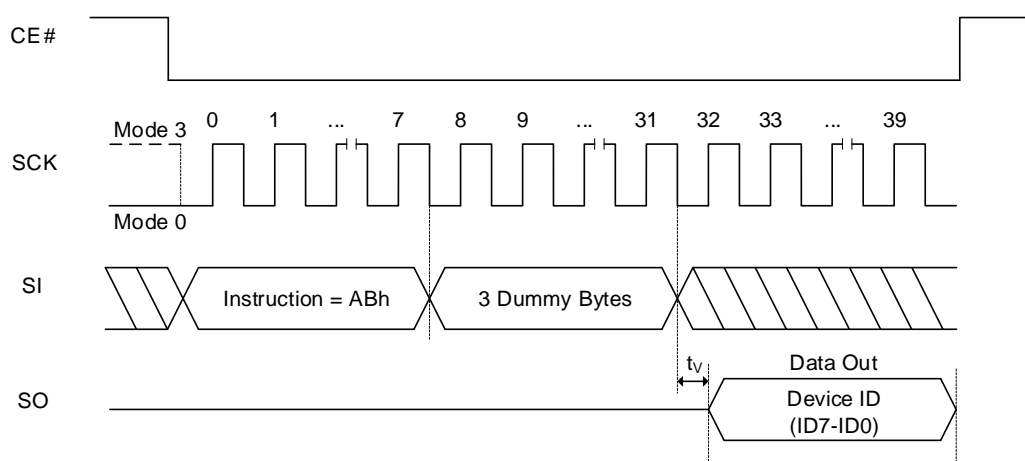 CE#
0 1 ... 7 8 9 ... 31 32 33 ... 39
Mode 3
SCK
Mode 0
SI
Instruction = ABh
3 Dummy Bytes
tV
Data Out
SO
Device ID
(ID7-ID0)